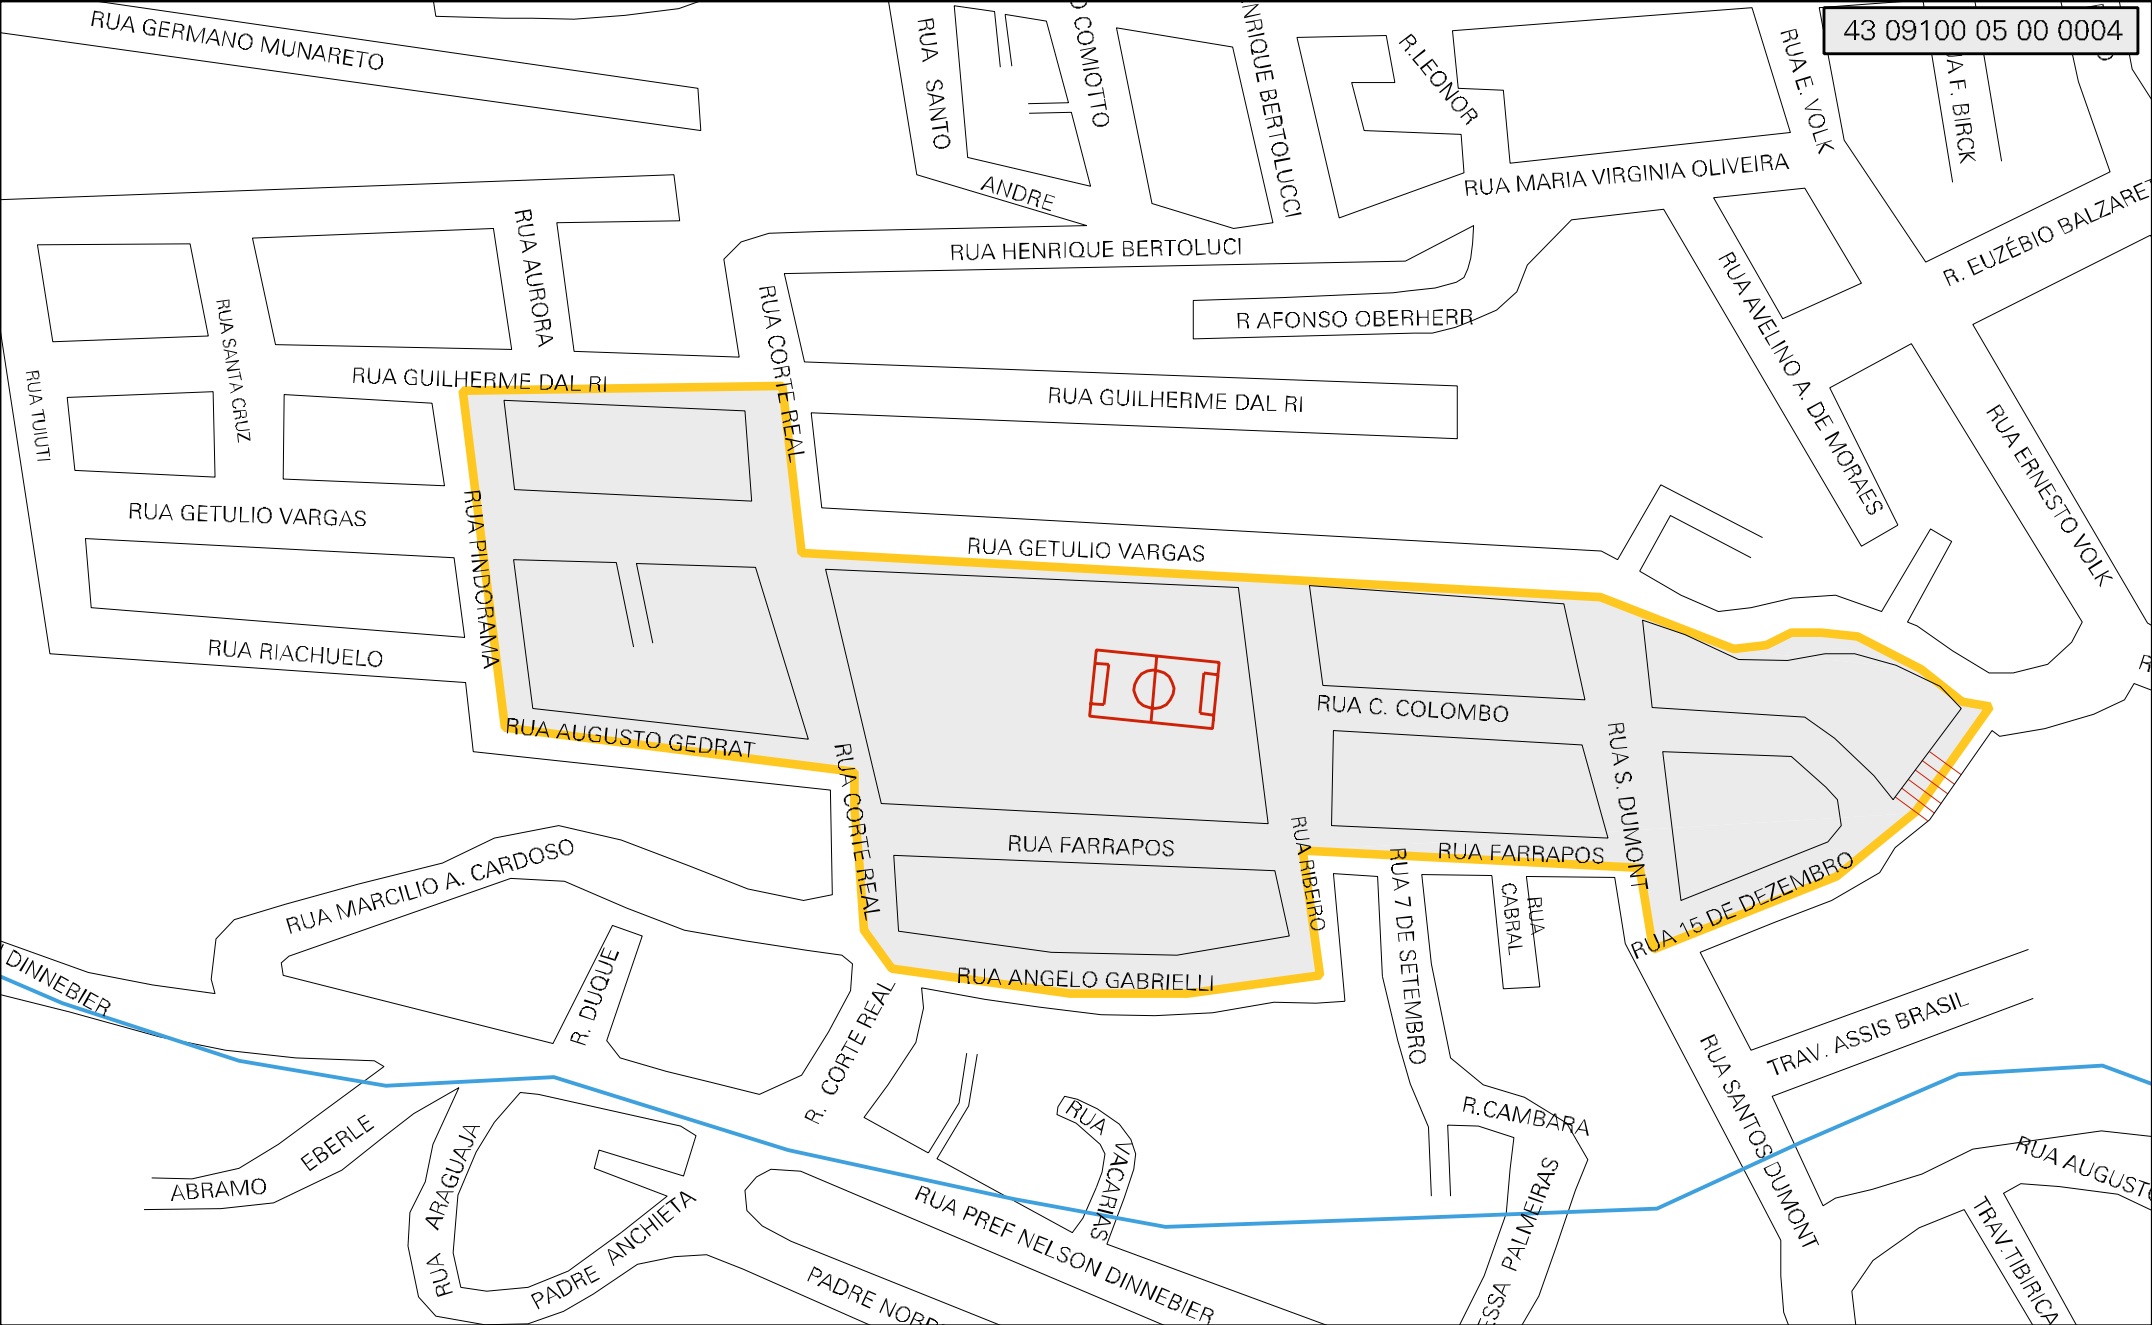 43 09100 05 00 0004
RUA GERMANO MUNARETO
RUA SANTO
ANDRE
COMIOTTO
NRIQUE BERTOLUCCI
R.LEONOR
RUA E. VOLK
A F. BIRCK
RUA MARIA VIRGINIA OLIVEIRA
R. EUZÉBIO BALZARE
RUA AURORA
RUA HENRIQUE BERTOLUCI
RUA CORTE REAL
R AFONSO OBERHERR
RUA AVELINO A. DE MORAES
RUA SANTA CRUZ
RUA TUIUTI
RUA GUILHERME DAL RI
RUA GUILHERME DAL RI
RUA ERNESTO VOLK
RUA GETULIO VARGAS
RUA PINDORAMA
RUA GETULIO VARGAS
RUA RIACHUELO
R
RUA AUGUSTO GEDRAT
RUA C. COLOMBO
RUA S. DUMONT
RUA CORTE REAL
RUA FARRAPOS
RUA RIBEIRO
RUA FARRAPOS
RUA 7 DE SETEMBRO
RUA
CABRAL
RUA 15 DE DEZEMBRO
RUA MARCILIO A. CARDOSO
DINNEBIER
R. DUQUE
RUA ANGELO GABRIELLI
R. CORTE REAL
TRAV. ASSIS BRASIL
RUA SANTOS DUMONT
R.CAMBARA
RUA VACARIAS
ABRAMO EBERLE
RUA ARAGUAJA
PADRE ANCHIETA
RUA PREF NELSON DINNEBIER
PADRE NOBR
ESSA PALMEIRAS
RUA AUGUSTO
TRAV.TIBIRICA